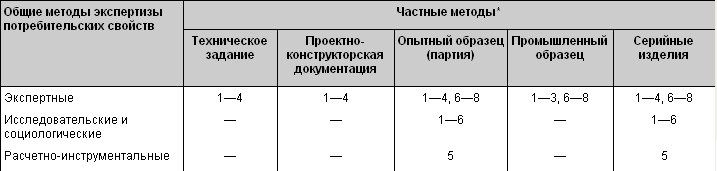 Общие методы экспертизы
потребительских свойств
Частные методы*
Техническое
задание
Проектно-
конструкторская
документация
Опытный образец
(партия)
Промышленный
образец
Серийные
изделия
Экспертные 1—4 1—4 1—4, 6—8 1—3, 6—8 1—4, 6—8
Исследовательские и
социологические — — 1—6 — 1—6
Расчетно-инструментальные — — 5 — 5